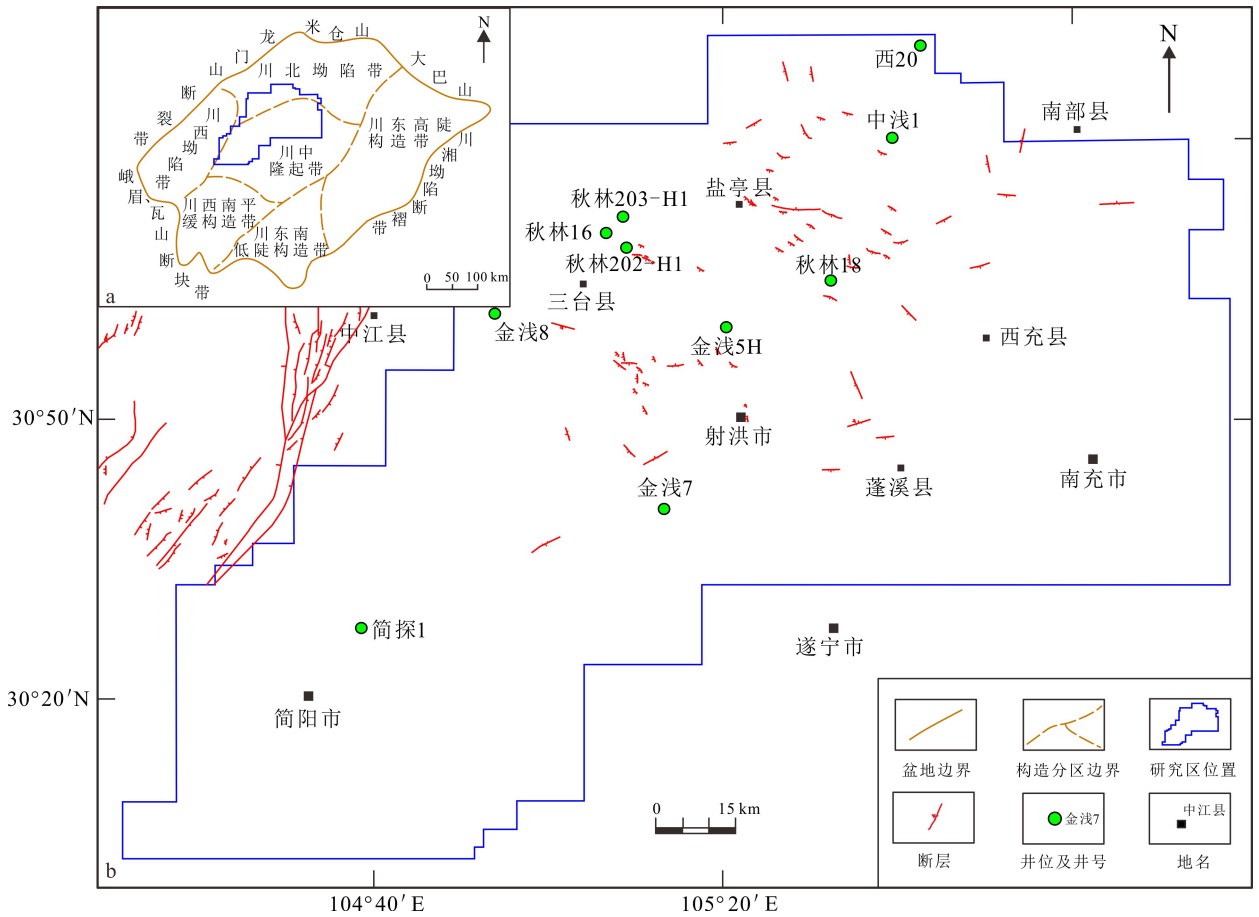 N
龙门山断裂带
米仓山
大巴山
川湘坳陷断褶带
峨眉、瓦山断块带
川北坳陷带
川西坳陷带
川东高陡
构造带
川中
隆起带
川西南平
缓构造带
川东南
低陡构造带
0 50 100 km
a
N
西20
中浅1
南部县
盐亭县
秋林203-H1
秋林16
秋林202-H1
秋林18
三台县
中江县
金浅8
金浅5H
西充县
30°50′N
射洪市
金浅7
蓬溪县
南充市
简探1
遂宁市
30°20′N
简阳市
0 15 km
b
盆地边界
构造分区边界
研究区位置
金浅7
中江县
断层
井位及井号
地名
104°40′E
105°20′E